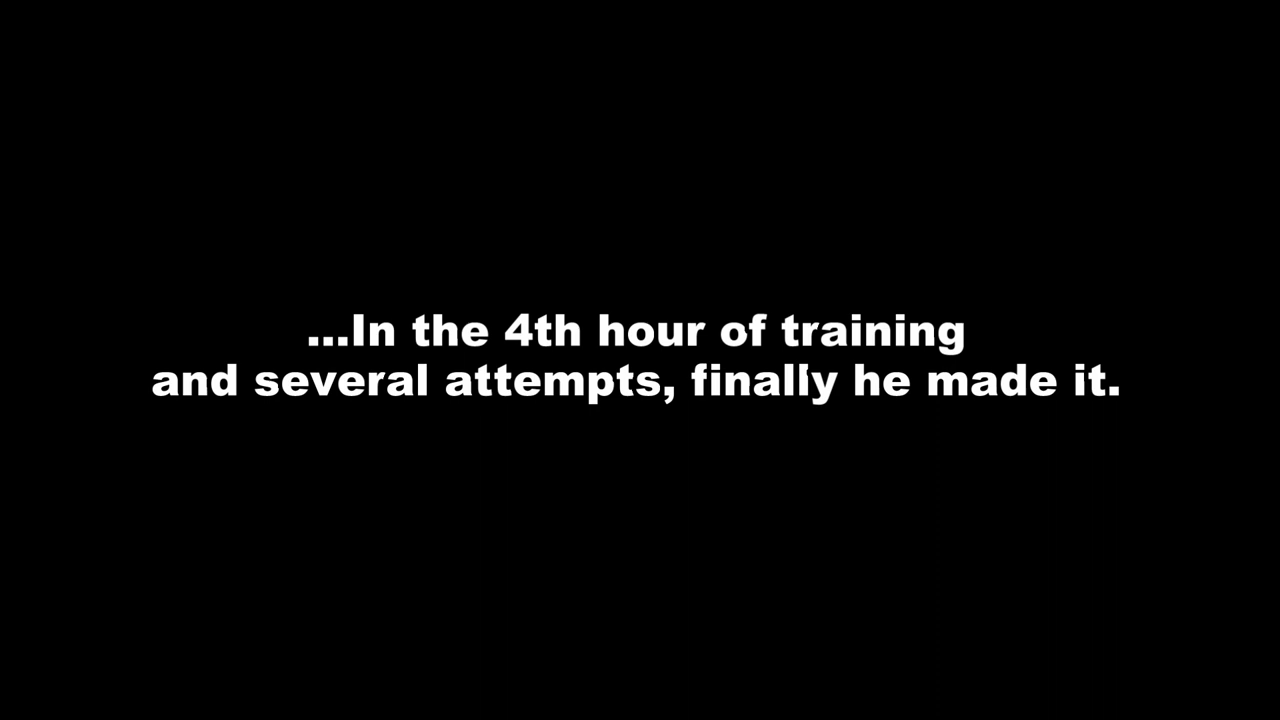 ...In the 4th hour of training
and several attempts, finally he made it.